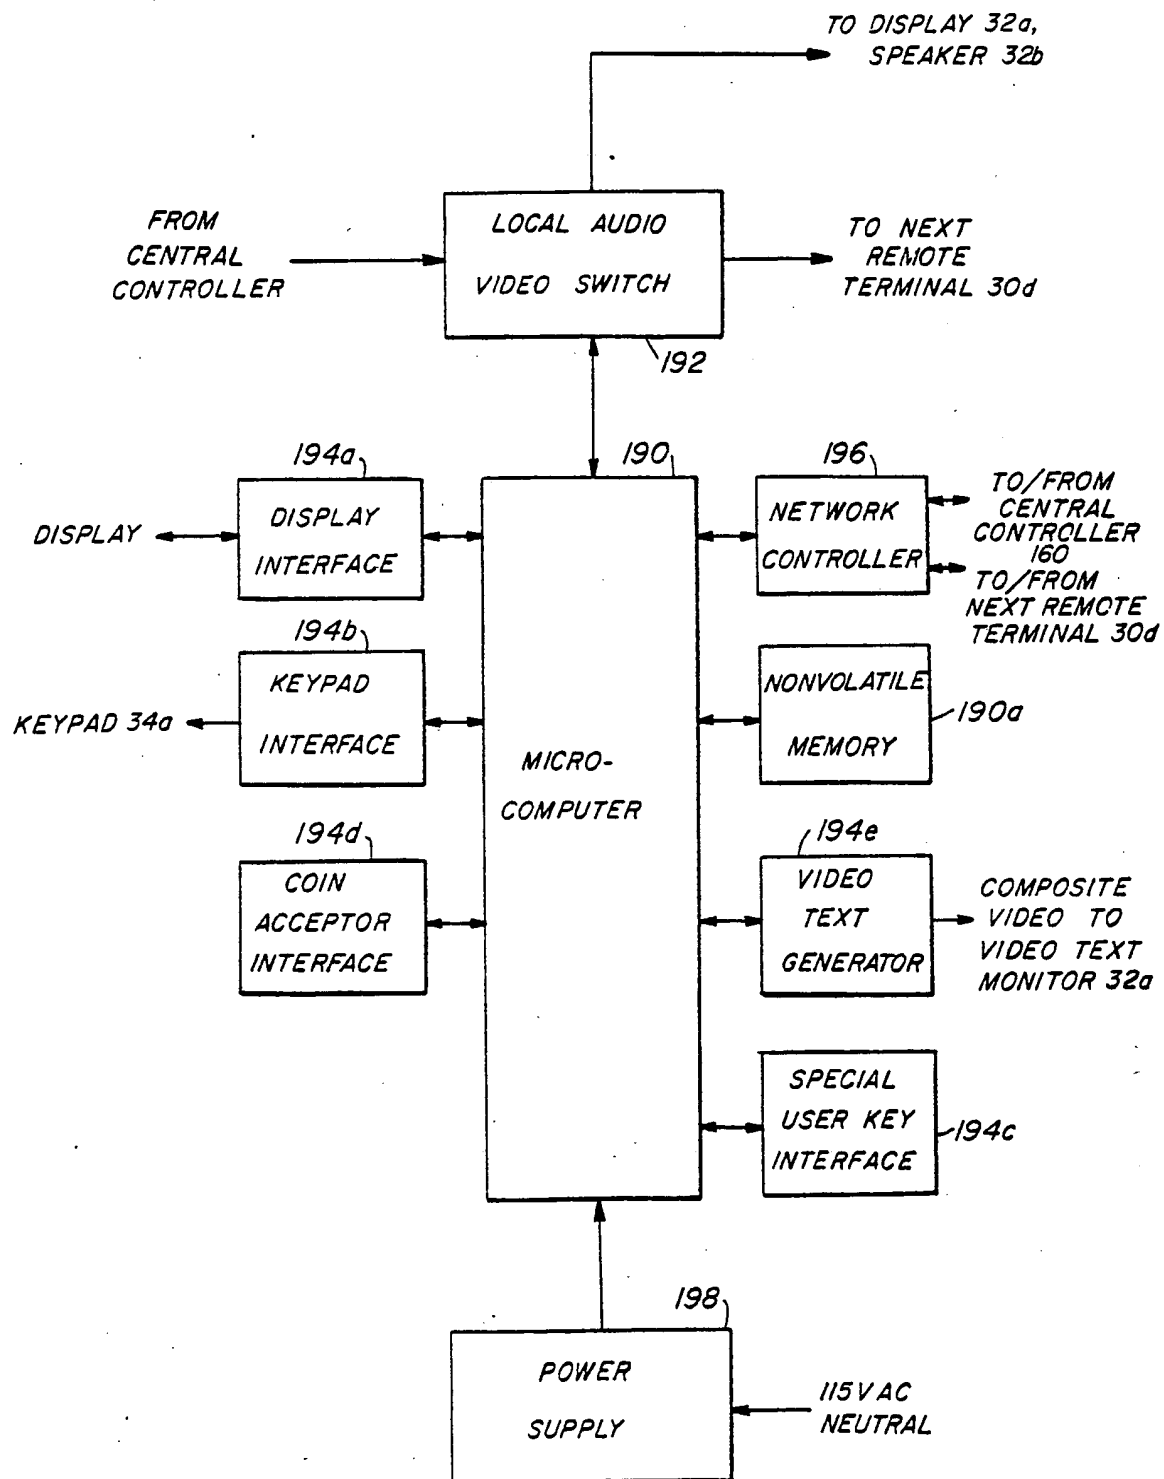 TO DISPLAY 32a,
SPEAKER 32b
FROM
CENTRAL
CONTROLLER
LOCAL AUDIO
VIDEO SWITCH
TO NEXT
REMOTE
TERMINAL 30d
192
194a
190
196
DISPLAY
DISPLAY
INTERFACE
NETWORK
CONTROLLER
TO/FROM
CENTRAL
CONTROLLER
160
TO/FROM
NEXT REMOTE
TERMINAL 30d
194b
KEYPAD 34a
KEYPAD
INTERFACE
MICRO-
COMPUTER
NONVOLATILE
MEMORY
190a
194d
COIN
ACCEPTOR
INTERFACE
194e
VIDEO
TEXT
GENERATOR
COMPOSITE
VIDEO TO
VIDEO TEXT
MONITOR 32a
SPECIAL
USER KEY
INTERFACE
194c
198
POWER
SUPPLY
115VAC
NEUTRAL